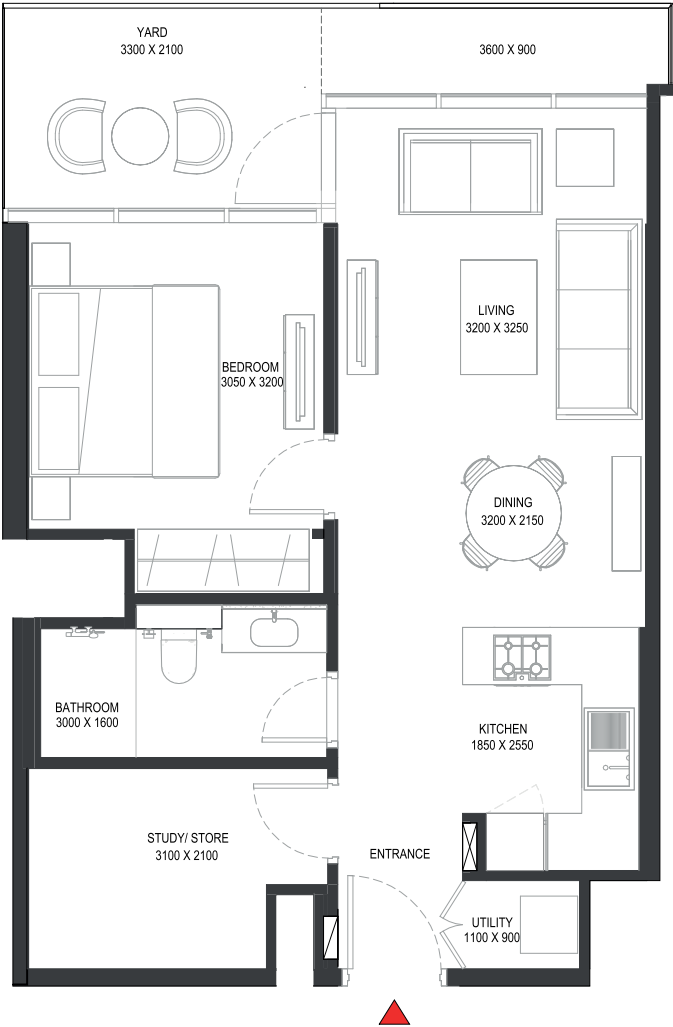 YARD
3300 X 2100
3600 X 900
LIVING
3200 X 3250
BEDROOM
3050 X 3200
DINING
3200 X 2150
BATHROOM
3000 X 1600
KITCHEN
1850 X 2550
STUDY/ STORE
3100 X 2100
ENTRANCE
UTILITY
1100 X 900